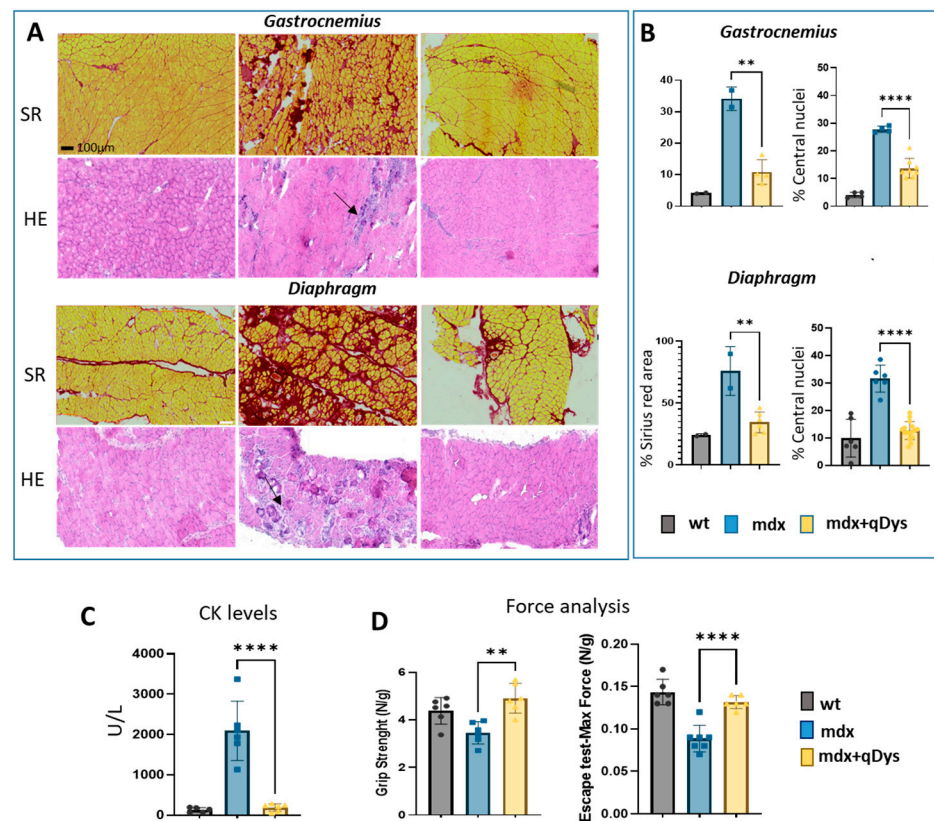 A
Gastrocnemius
SR
100µm
HE
Diaphragm
SR
HE
B
Gastrocnemius
**
40
30
20
10
0
% Central nuclei
****
50
40
30
20
10
0
Diaphragm
% Sirius red area
**
100
50
0
% Central nuclei
****
50
40
30
20
10
0
wt
mdx
mdx+qDys
C
CK levels
U/L
****
4000
3000
2000
1000
0
D
Force analysis
Grip Strenght (N/g)
**
6
4
2
0
Escape test-Max Force (N/g)
****
0.20
0.15
0.10
0.05
0.00
wt
mdx
mdx+qDys